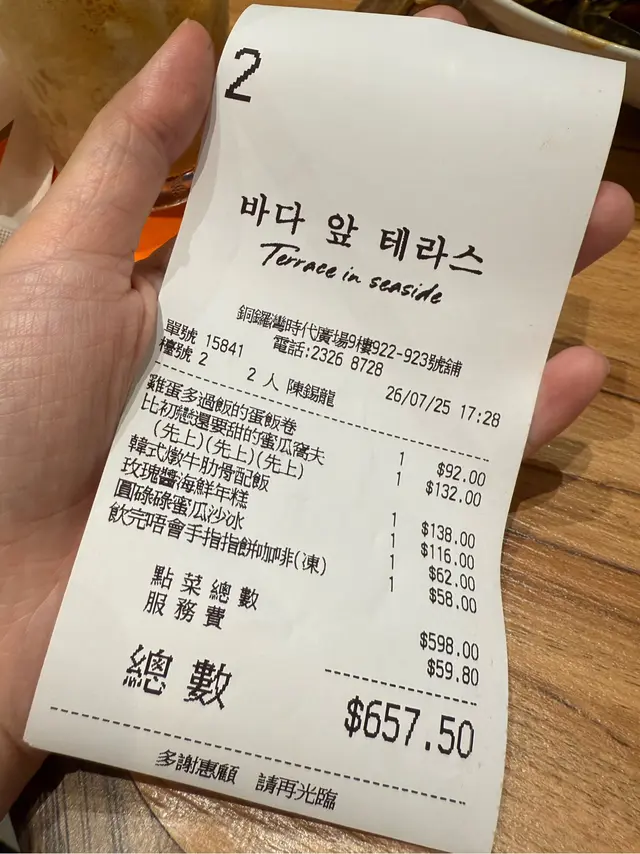 2
바다 앞 테라스
Terrace in seaside
銅鑼灣時代廣場9樓922-923號舖
電話:2326 8728
單號 15841
檯號 2 2 人 陳錫龍 26/07/25 17:28
雞蛋多過飯的蛋飯卷 1 $92.00
比初戀還要甜的蜜瓜窩夫 1 $132.00
(先上)(先上)(先上)
韓式燉牛肋骨配飯 1 $138.00
玫瑰醬海鮮年糕 1 $116.00
圓碌碌蜜瓜沙冰 1 $62.00
飲完唔會手指指餅咖啡(凍) 1 $58.00
點菜總數 $598.00
服務費 $59.80
總數 $657.50
多謝惠顧 請再光臨